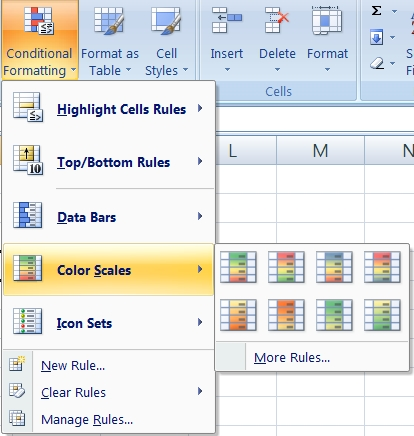 Conditional
Formatting
Format as
Table
Cell
Styles
Insert
Delete
Format
Σ
Cells
Highlight Cells Rules
Top/Bottom Rules
10
L
M
Data Bars
Color Scales
Icon Sets
More Rules...
New Rule...
Clear Rules
Manage Rules...